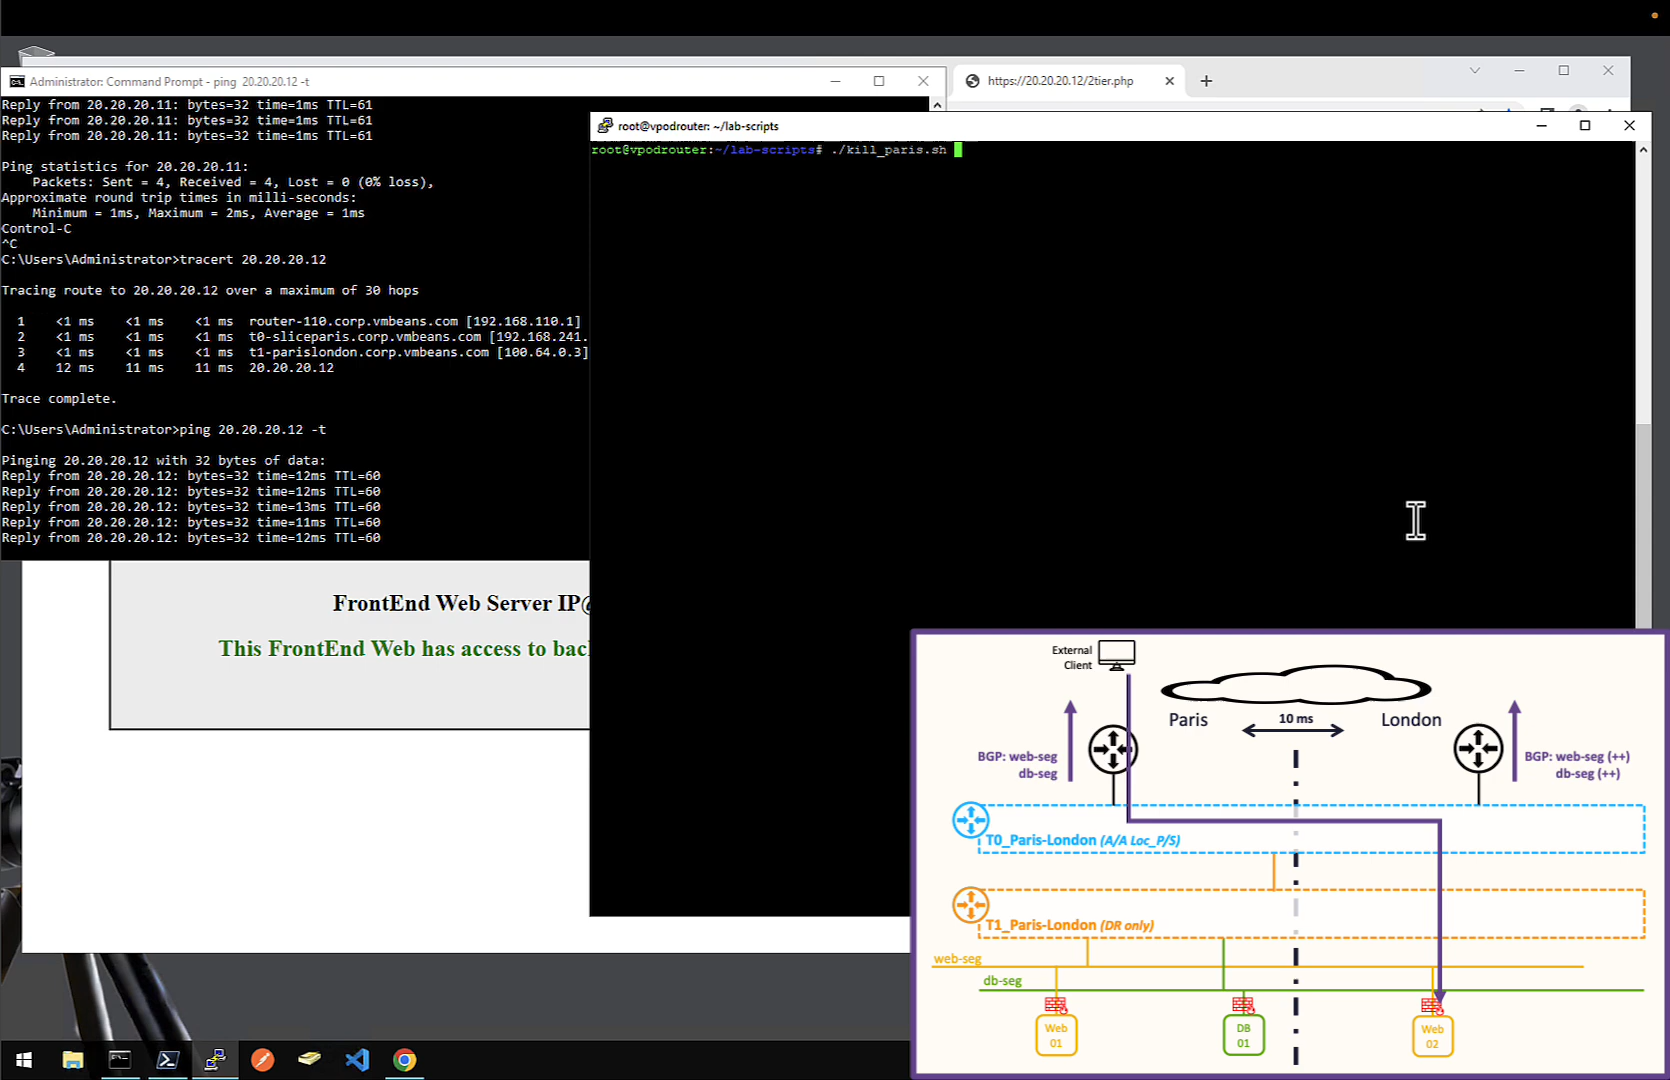 Administrator: Command Prompt - ping  20.20.20.12 -t
Reply from 20.20.20.11: bytes=32 time=1ms TTL=61
Reply from 20.20.20.11: bytes=32 time=1ms TTL=61
Reply from 20.20.20.11: bytes=32 time=1ms TTL=61
Ping statistics for 20.20.20.11:
Packets: Sent = 4, Received = 4, Lost = 0 (0% loss),
Approximate round trip times in milli-seconds:
Minimum = 1ms, Maximum = 2ms, Average = 1ms
Control-C
^C
C:\Users\Administrator>tracert 20.20.20.12
Tracing route to 20.20.20.12 over a maximum of 30 hops
1 <1 ms <1 ms <1 ms router-110.corp.vmbeans.com [192.168.110.1]
2 <1 ms <1 ms <1 ms t0-sliceparis.corp.vmbeans.com [192.168.241.
3 <1 ms <1 ms <1 ms t1-parislondon.corp.vmbeans.com [100.64.0.3]
4 12 ms 11 ms 11 ms 20.20.20.12
Trace complete.
C:\Users\Administrator>ping 20.20.20.12 -t
Pinging 20.20.20.12 with 32 bytes of data:
Reply from 20.20.20.12: bytes=32 time=12ms TTL=60
Reply from 20.20.20.12: bytes=32 time=12ms TTL=60
Reply from 20.20.20.12: bytes=32 time=13ms TTL=60
Reply from 20.20.20.12: bytes=32 time=11ms TTL=60
Reply from 20.20.20.12: bytes=32 time=12ms TTL=60
https://20.20.20.12/2tier.php
root@vpodrouter: ~/lab-scripts
root@vpodrouter:~/lab-scripts# ./kill_paris.sh
FrontEnd Web Server IP@
This FrontEnd Web has access to bac
External
Client
Paris
10 ms
London
BGP: web-seg
db-seg
BGP: web-seg (++)
db-seg (++)
T0_Paris-London (A/A Loc_P/S)
T1_Paris-London (DR only)
web-seg
db-seg
Web
01
DB
01
Web
02